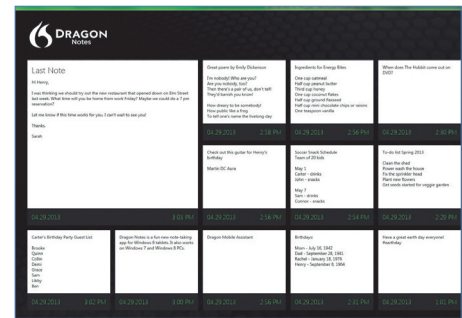 DRAGON
Notes
Last Note
Hi Henry,
I was thinking we should try out the new restaurant that opened down on Elm Street
last week. What time will you be home from work Friday? Maybe we could do a 7 pm
reservation?
Let me know if this time works for you. I can't wait to see you!
Thanks,
Sarah
04.29.2013 3:03 PM
Great poem by Emily Dickinson
I'm nobody! Who are you?
Are you nobody, too?
Then there's a pair of us, don't tell!
They'd banish you know!
How dreary to be somebody!
How public like a frog
To tell one's name the livelong day
04.29.2013 2:58 PM
Ingredients for Energy Bites
One cup oatmeal
Half cup peanut butter
Third cup honey
One cup coconut flakes
Half cup ground flaxseed
Half cup mini chocolate chips or raisins
One teaspoon vanilla
04.29.2013 2:56 PM
When does The Hobbit come out on
DVD?
04.29.2013 2:30 PM
Check out this guitar for Henry's
birthday
Martin DC Aura
04.29.2013 2:56 PM
Soccer Snack Schedule
Team of 20 kids
May 1
Carter - drinks
John - snacks
May 7
Sam - drinks
Connor - snacks
04.29.2013 2:54 PM
To-do list Spring 2013
Clean the shed
Power wash the house
Fix the sprinkler head
Plant new flowers
Get seeds started for veggie garden
04.29.2013 2:29 PM
Carter's Birthday Party Guest List
Brooke
Quinn
Collin
Demi
Grace
Sam
Libby
Ben
04.29.2013 3:02 PM
Dragon Notes is a fun new note-taking
app for Windows 8 tablets. It also works
on Windows 7 and Windows 8 PCs.
04.29.2013 3:00 PM
Dragon Mobile Assistant
04.29.2013 2:56 PM
Birthdays:
Mom - July 16, 1942
Dad - September 28, 1941
Rachel - January 18, 1978
Henry - September 8, 1964
04.29.2013 2:31 PM
Have a great earth day everyone!
#earthday
04.29.2013 3:01 PM